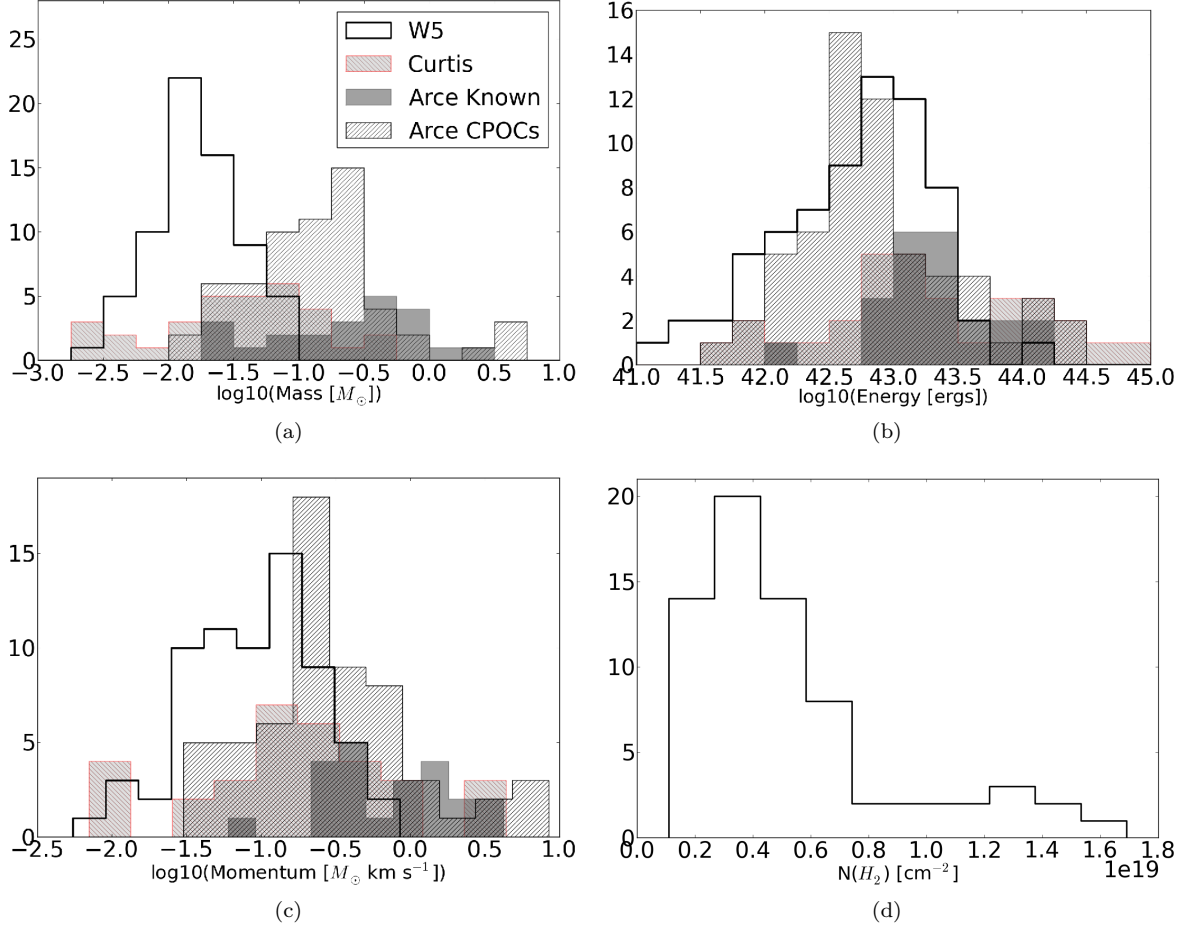 25
20
15
10
5
0
−3.0 −2.5 −2.0 −1.5 −1.0 −0.5 0.0 0.5 1.0
log10(Mass [M⊙])
W5
Curtis
Arce Known
Arce CPOCs
(a)
16
14
12
10
8
6
4
2
0
41.0 41.5 42.0 42.5 43.0 43.5 44.0 44.5 45.0
log10(Energy [ergs])
(b)
15
10
5
0
−2.5 −2.0 −1.5 −1.0 −0.5 0.0 0.5 1.0
log10(Momentum [M⊙ km s⁻¹])
(c)
20
15
10
5
0
0.0 0.2 0.4 0.6 0.8 1.0 1.2 1.4 1.6 1.8
1e19
N(H₂) [cm⁻²]
(d)